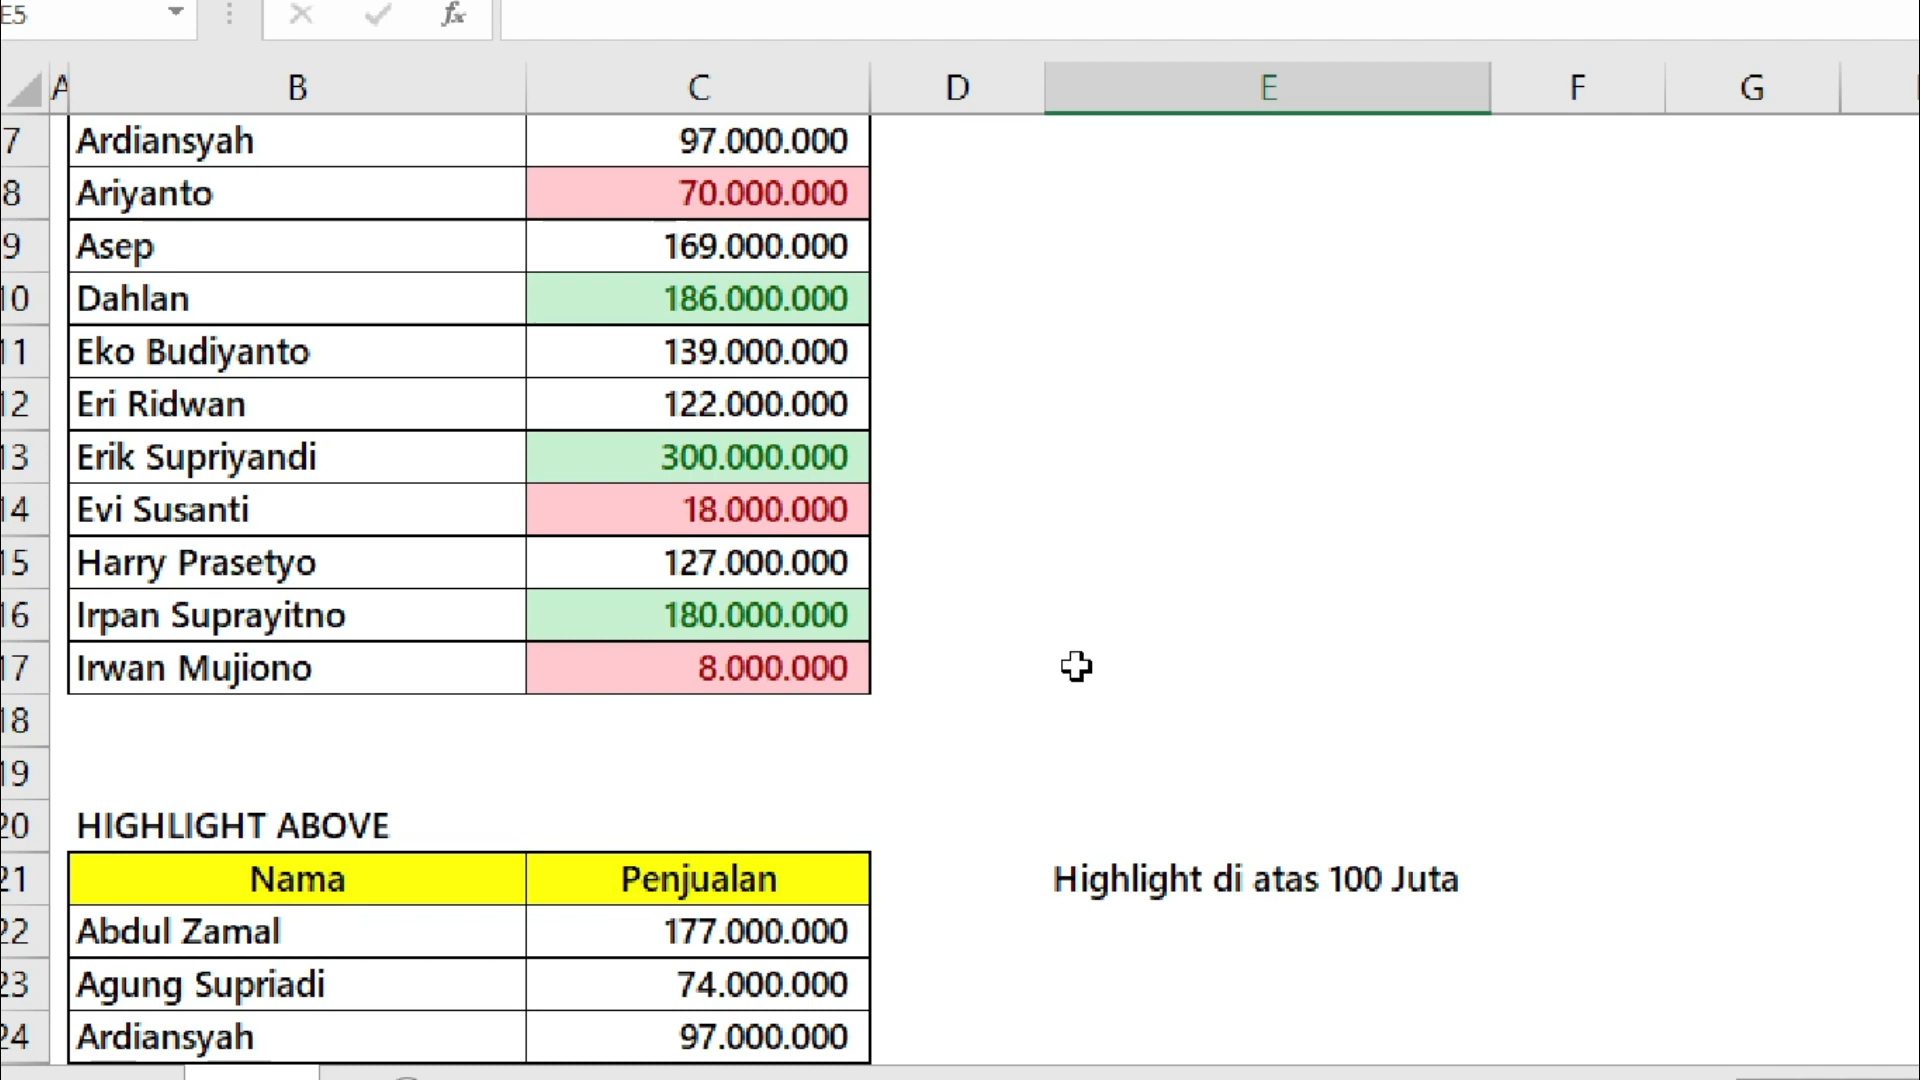 E5 fx
A B C D E F G
7 Ardiansyah 97.000.000
8 Ariyanto 70.000.000
9 Asep 169.000.000
10 Dahlan 186.000.000
11 Eko Budiyanto 139.000.000
12 Eri Ridwan 122.000.000
13 Erik Supriyandi 300.000.000
14 Evi Susanti 18.000.000
15 Harry Prasetyo 127.000.000
16 Irpan Suprayitno 180.000.000
17 Irwan Mujiono 8.000.000
18
19
20 HIGHLIGHT ABOVE
21 Nama Penjualan Highlight di atas 100 Juta
22 Abdul Zamal 177.000.000
23 Agung Supriadi 74.000.000
24 Ardiansyah 97.000.000